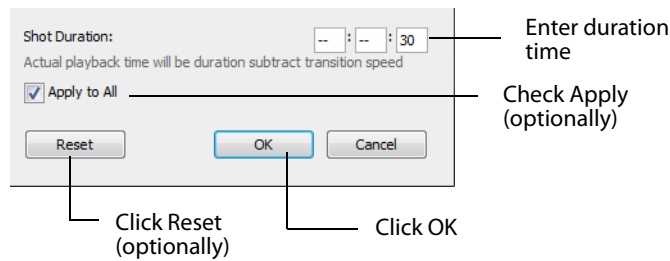 Shot Duration: -- : -- : 30
Actual playback time will be duration subtract transition speed
Apply to All
Reset OK Cancel
Enter duration
time
Check Apply
(optionally)
Click Reset
(optionally)
Click OK